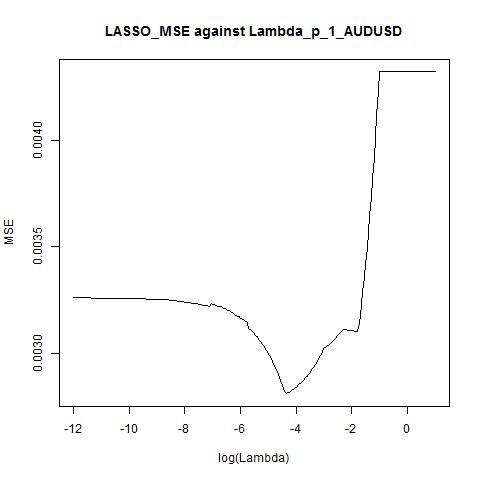 LASSO_MSE against Lambda_p_1_AUDUSD
MSE
0.0040
0.0035
0.0030
-12 -10 -8 -6 -4 -2 0
log(Lambda)